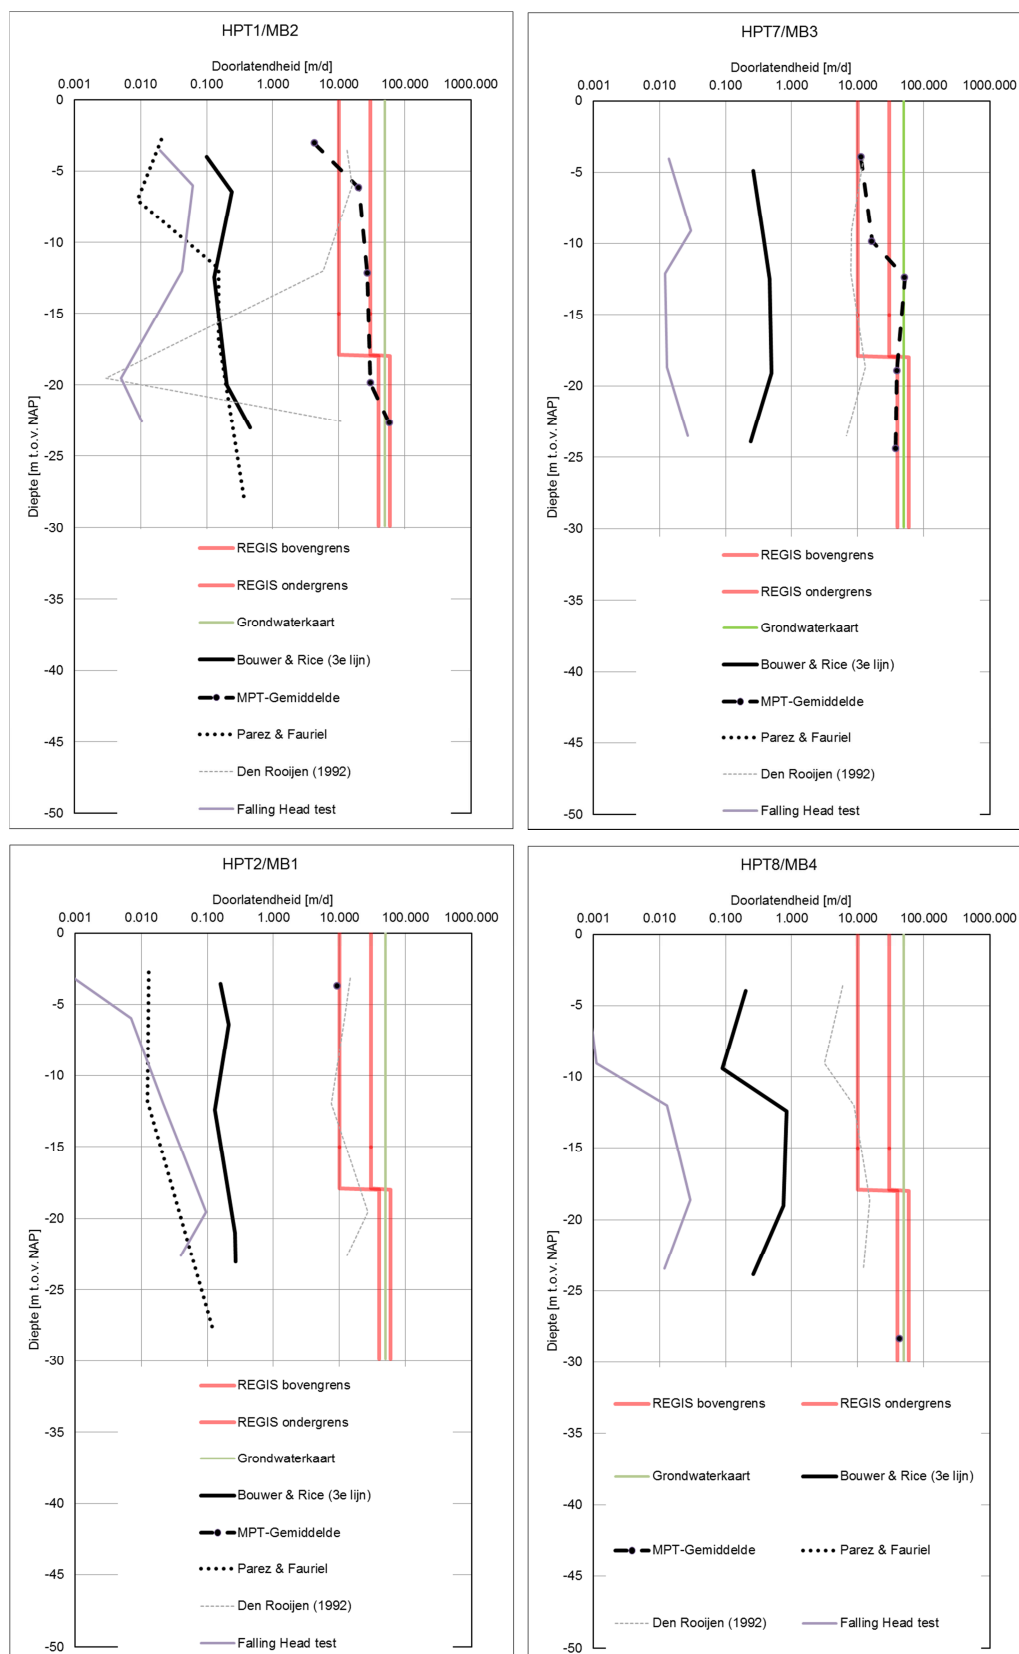 HPT1/MB2
Doorlatendheid [m/d]
0.001 0.010 0.100 1.000 10.000 100.000 1000.000
0
-5
-10
-15
-20
-25
-30
-35
-40
-45
-50
Diepte [m t.o.v. NAP]
REGIS bovengrens
REGIS ondergrens
Grondwaterkaart
Bouwer & Rice (3e lijn)
MPT-Gemiddelde
Parez & Fauriel
Den Rooijen (1992)
Falling Head test
HPT7/MB3
Doorlatendheid [m/d]
0.001 0.010 0.100 1.000 10.000 100.000 1000.000
0
-5
-10
-15
-20
-25
-30
-35
-40
-45
-50
Diepte [m t.o.v. NAP]
REGIS bovengrens
REGIS ondergrens
Grondwaterkaart
Bouwer & Rice (3e lijn)
MPT-Gemiddelde
Parez & Fauriel
Den Rooijen (1992)
Falling Head test
HPT2/MB1
Doorlatendheid [m/d]
0.001 0.010 0.100 1.000 10.000 100.000 1000.000
0
-5
-10
-15
-20
-25
-30
-35
-40
-45
-50
Diepte [m t.o.v. NAP]
REGIS bovengrens
REGIS ondergrens
Grondwaterkaart
Bouwer & Rice (3e lijn)
MPT-Gemiddelde
Parez & Fauriel
Den Rooijen (1992)
Falling Head test
HPT8/MB4
Doorlatendheid [m/d]
0.001 0.010 0.100 1.000 10.000 100.000 1000.000
0
-5
-10
-15
-20
-25
-30
-35
-40
-45
-50
Diepte [m t.o.v. NAP]
REGIS bovengrens REGIS ondergrens
Grondwaterkaart Bouwer & Rice (3e lijn)
MPT-Gemiddelde Parez & Fauriel
Den Rooijen (1992) Falling Head test